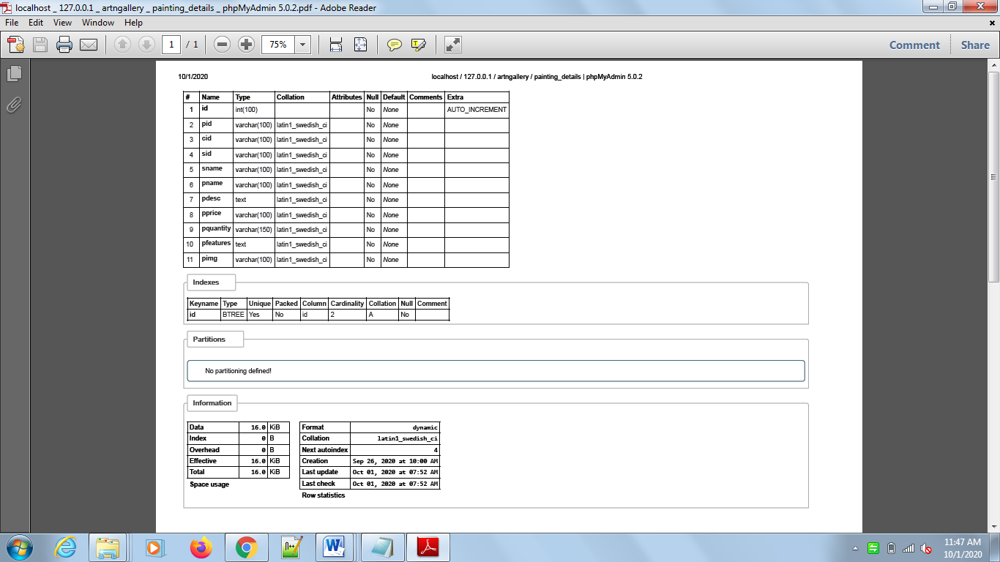 localhost _ 127.0.0.1 _ artngallery _ painting_details _ phpMyAdmin 5.0.2.pdf - Adobe Reader
File Edit View Window Help
1 / 1 75% Comment Share
10/1/2020 localhost / 127.0.0.1 / artngallery / painting_details | phpMyAdmin 5.0.2
# Name Type Collation Attributes Null Default Comments Extra
1 id int(100) No None AUTO_INCREMENT
2 pid varchar(100) latin1_swedish_ci No None
3 cid varchar(100) latin1_swedish_ci No None
4 sid varchar(100) latin1_swedish_ci No None
5 sname varchar(100) latin1_swedish_ci No None
6 pname varchar(100) latin1_swedish_ci No None
7 pdesc text latin1_swedish_ci No None
8 pprice varchar(100) latin1_swedish_ci No None
9 pquantity varchar(150) latin1_swedish_ci No None
10 pfeatures text latin1_swedish_ci No None
11 pimg varchar(100) latin1_swedish_ci No None
Indexes
Keyname Type Unique Packed Column Cardinality Collation Null Comment
id BTREE Yes No id 2 A No
Partitions
No partitioning defined!
Information
Data 16.0 KiB Format dynamic
Index 0 B Collation latin1_swedish_ci
Overhead 0 B Next autoindex 4
Effective 16.0 KiB Creation Sep 26, 2020 at 10:00 AM
Total 16.0 KiB Last update Oct 01, 2020 at 07:52 AM
Space usage Last check Oct 01, 2020 at 07:52 AM
Row statistics
11:47 AM
10/1/2020